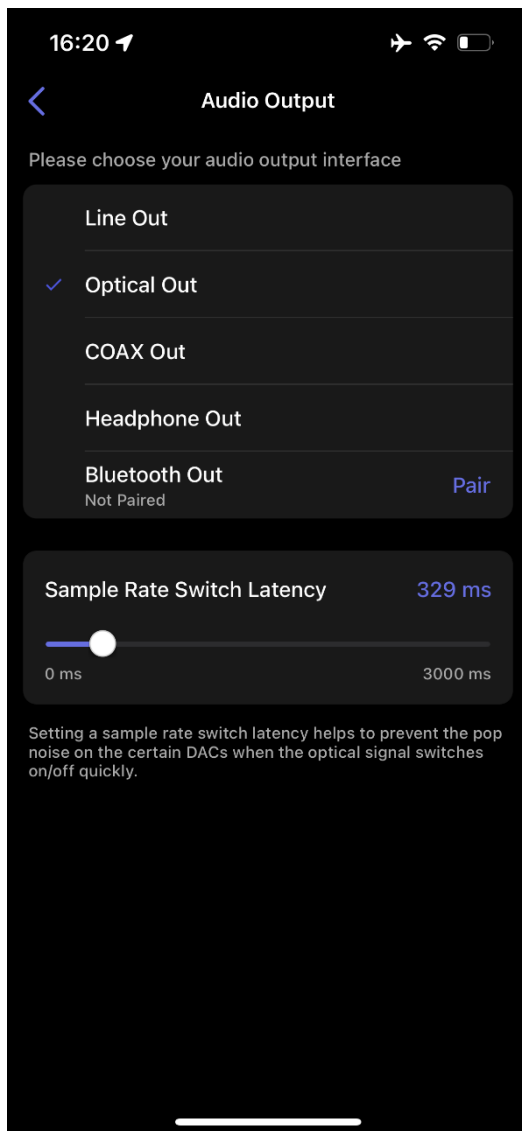 16:20
Audio Output
Please choose your audio output interface
Line Out
Optical Out
COAX Out
Headphone Out
Bluetooth Out
Not Paired
Pair
Sample Rate Switch Latency
329 ms
0 ms
3000 ms
Setting a sample rate switch latency helps to prevent the pop
noise on the certain DACs when the optical signal switches
on/off quickly.